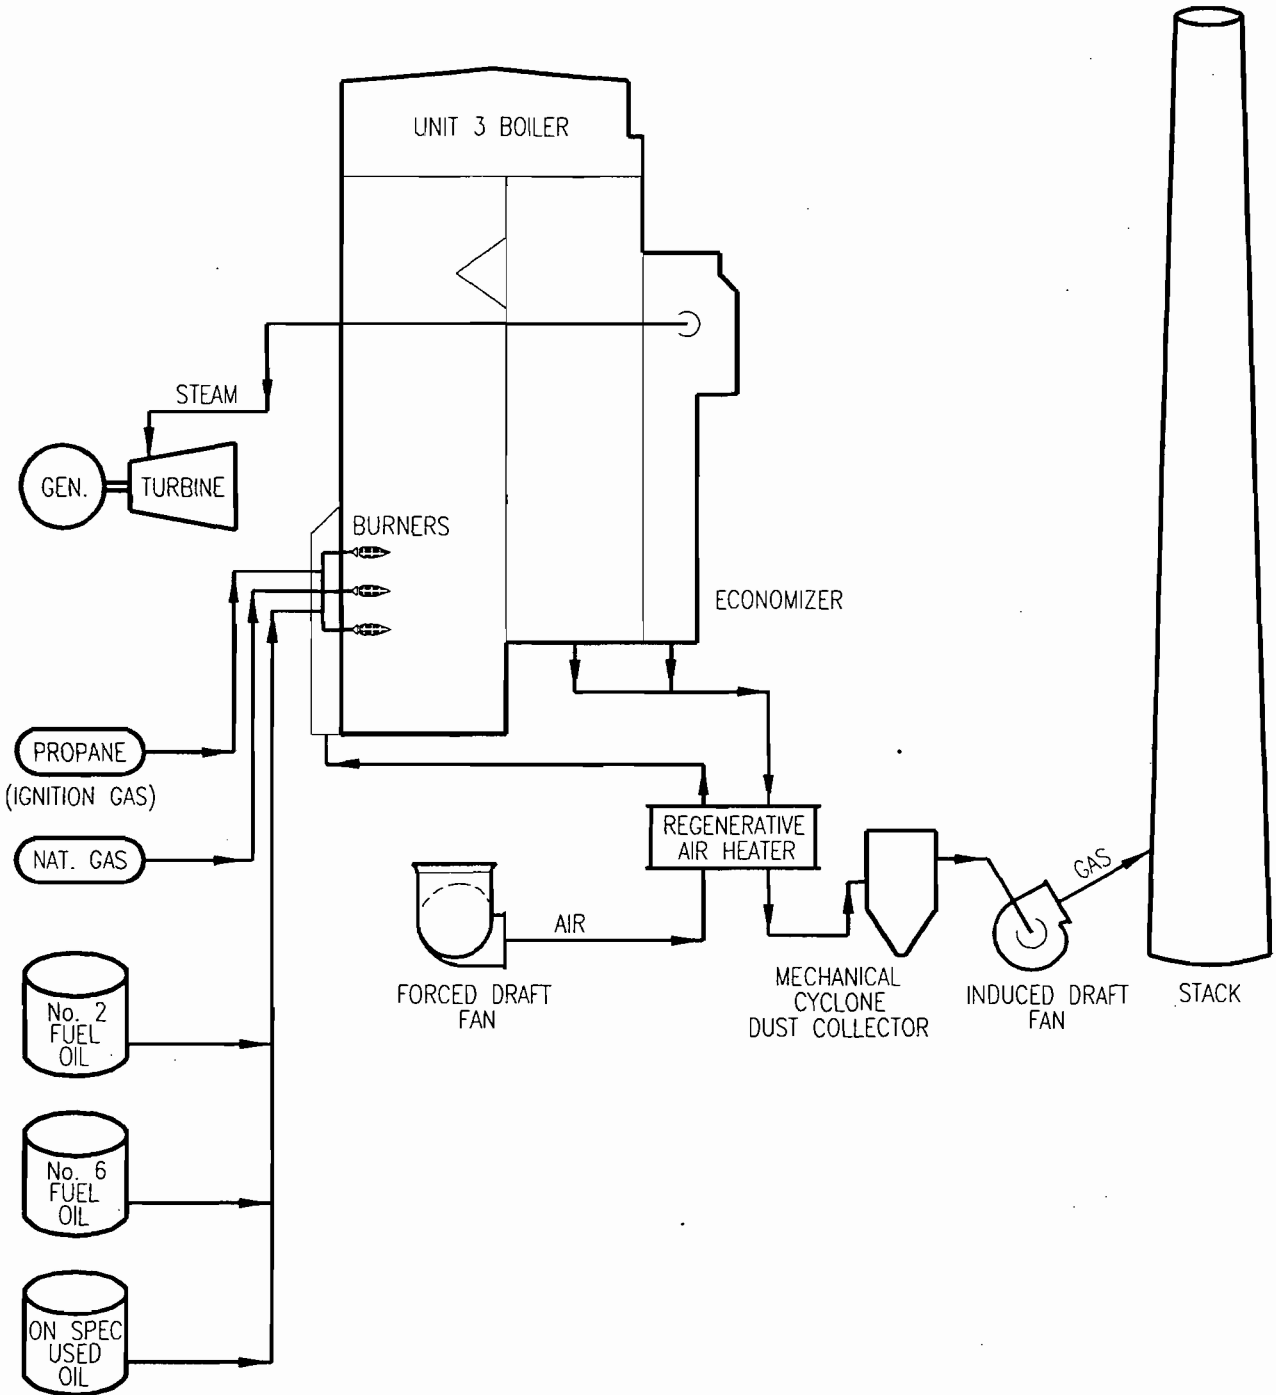 UNIT 3 BOILER
STEAM
GEN.
TURBINE
BURNERS
ECONOMIZER
PROPANE
(IGNITION GAS)
NAT. GAS
REGENERATIVE
AIR HEATER
GAS
AIR
FORCED DRAFT
FAN
MECHANICAL
CYCLONE
DUST COLLECTOR
INDUCED DRAFT
FAN
STACK
No. 2
FUEL
OIL
No. 6
FUEL
OIL
ON SPEC
USED
OIL